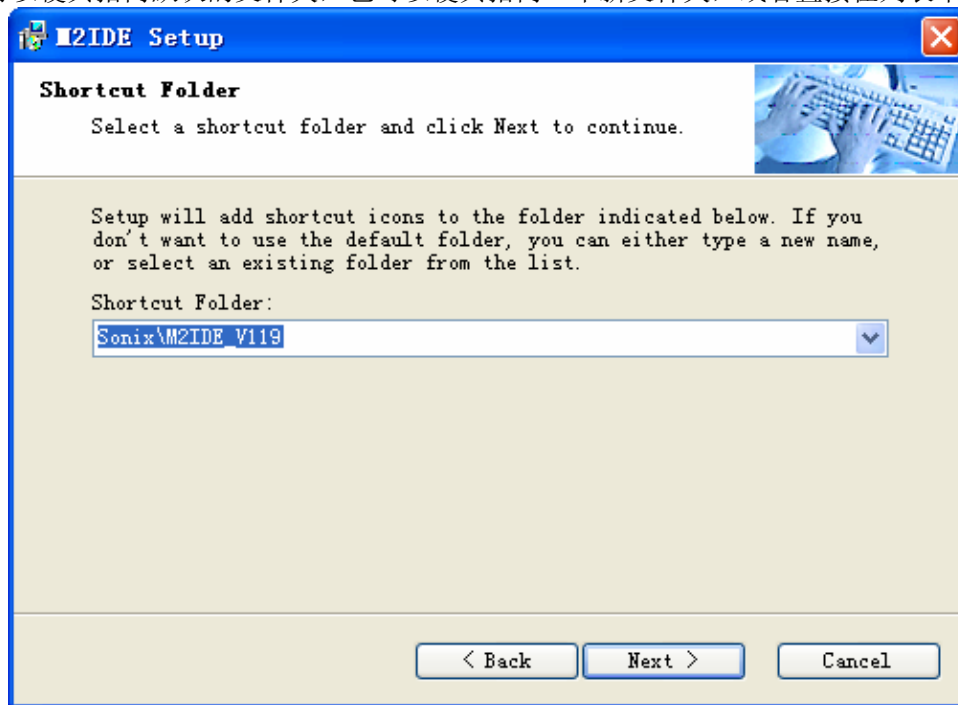 M2IDE Setup
Shortcut Folder
Select a shortcut folder and click Next to continue.
Setup will add shortcut icons to the folder indicated below. If you
don't want to use the default folder, you can either type a new name,
or select an existing folder from the list.
Shortcut Folder:
Sonix\M2IDE_V119
< Back
Next >
Cancel